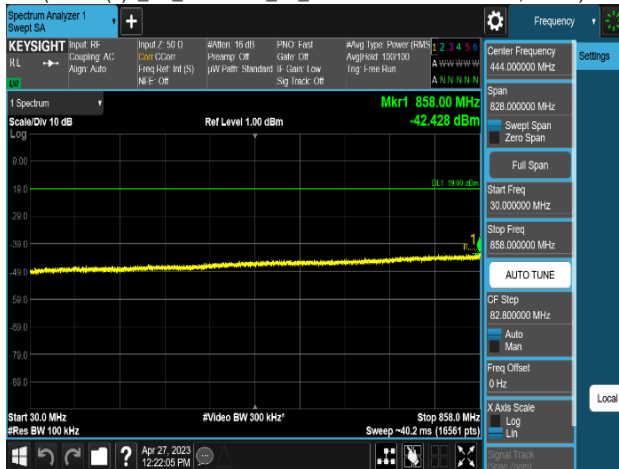 Spectrum Analyzer 1
Swept SA
Frequency
KEYSIGHT
RL
Input: RF
Coupling: AC
Align: Auto
Input Z: 50 Ω
Corr CCorr
Freq Ref: Int (S)
NFE: Off
#Atten: 16 dB
Preamp: Off
µW Path: Standard
PNO: Fast
Gate: Off
IF Gain: Low
Sig Track: Off
#Avg Type: Power (RMS
Avg|Hold: 100/100
Trig: Free Run
1 2 3 4 5 6
A W W W W W
A N N N N N
1 Spectrum
Scale/Div 10 dB
Ref Level 1.00 dBm
Mkr1 858.00 MHz
-42.428 dBm
Log
-9.00
-19.0
-29.0
-39.0
-49.0
-59.0
-69.0
-79.0
-89.0
DL1 -19.00 dBm
1
Start 30.0 MHz
#Video BW 300 kHz*
Stop 858.0 MHz
#Res BW 100 kHz
Sweep ~40.2 ms (16561 pts)
Apr 27, 2023
12:22:05 PM
Center Frequency
444.000000 MHz
Settings
Span
828.000000 MHz
Swept Span
Zero Span
Full Span
Start Freq
30.000000 MHz
Stop Freq
858.000000 MHz
AUTO TUNE
CF Step
82.800000 MHz
Auto
Man
Freq Offset
0 Hz
X Axis Scale
Log
Lin
Local
Signal Track